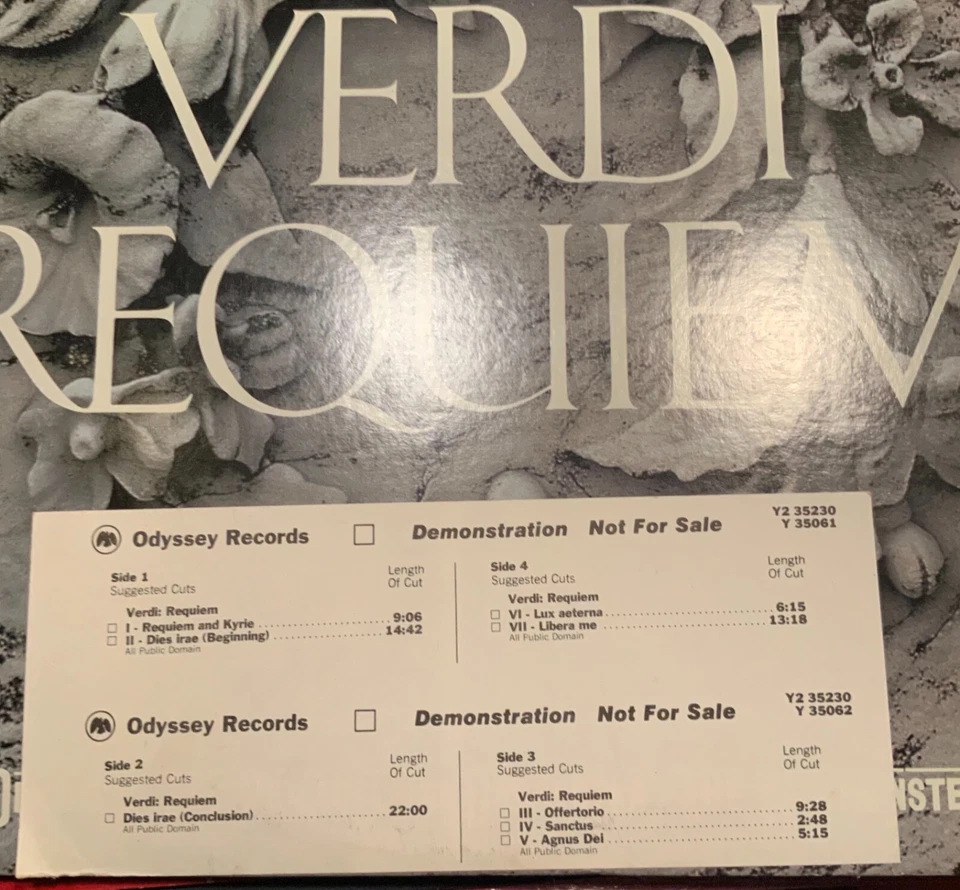 VERDI
REQUIEM
Odyssey Records Demonstration Not For Sale Y2 35230
Y 35061
Side 1 Length
Suggested Cuts Of Cut
Verdi: Requiem
I - Requiem and Kyrie 9:06
II - Dies irae (Beginning) 14:42
All Public Domain
Side 4 Length
Suggested Cuts Of Cut
Verdi: Requiem
VI - Lux aeterna 6:15
VII - Libera me 13:18
All Public Domain
Odyssey Records Demonstration Not For Sale Y2 35230
Y 35062
Side 2 Length
Suggested Cuts Of Cut
Verdi: Requiem
Dies irae (Conclusion) 22:00
All Public Domain
Side 3 Length
Suggested Cuts Of Cut
Verdi: Requiem
III - Offertorio 9:28
IV - Sanctus 2:48
V - Agnus Dei 5:15
All Public Domain